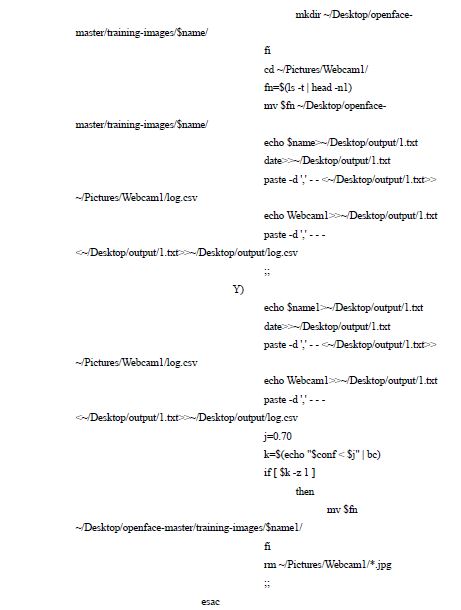 mkdir ~/Desktop/openface-
master/training-images/$name/
fi
cd ~/Pictures/Webcam1/
fn=$(ls -t | head -n1)
mv $fn ~/Desktop/openface-
master/training-images/$name/
echo $name>~/Desktop/output/1.txt
date>>~/Desktop/output/1.txt
paste -d ',' - - <~/Desktop/output/1.txt>>
~/Pictures/Webcam1/log.csv
echo Webcam1>>~/Desktop/output/1.txt
paste -d ',' - - -
<~/Desktop/output/1.txt>>~/Desktop/output/log.csv
;;
Y)
echo $name1>~/Desktop/output/1.txt
date>>~/Desktop/output/1.txt
paste -d ',' - - <~/Desktop/output/1.txt>>
~/Pictures/Webcam1/log.csv
echo Webcam1>>~/Desktop/output/1.txt
paste -d ',' - - -
<~/Desktop/output/1.txt>>~/Desktop/output/log.csv
j=0.70
k=$(echo "$conf < $j" | bc)
if [ $k -z 1 ]
then
mv $fn
~/Desktop/openface-master/training-images/$name1/
fi
rm ~/Pictures/Webcam1/*.jpg
;;
esac